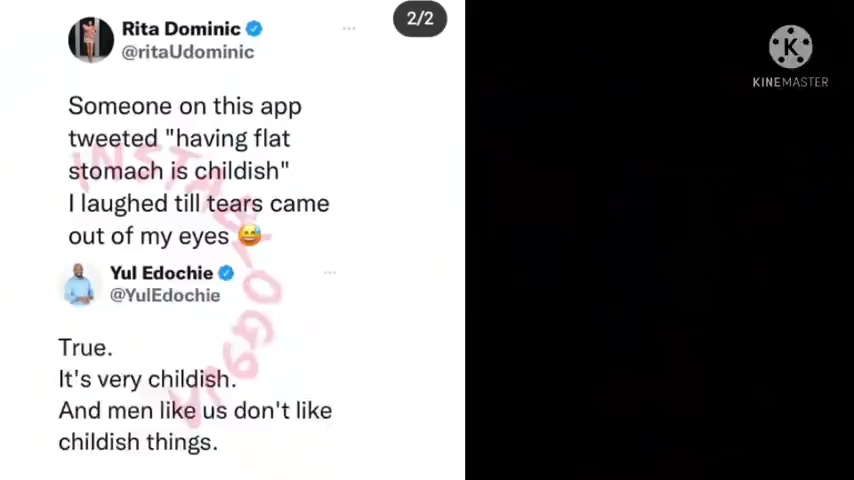 Rita Dominic
@ritaUdominic
2/2
K
KINEMASTER
Someone on this app
tweeted "having flat
stomach is childish"
I laughed till tears came
out of my eyes 😅
INSTABLOG9JA
Yul Edochie
@YulEdochie
True.
It's very childish.
And men like us don't like
childish things.